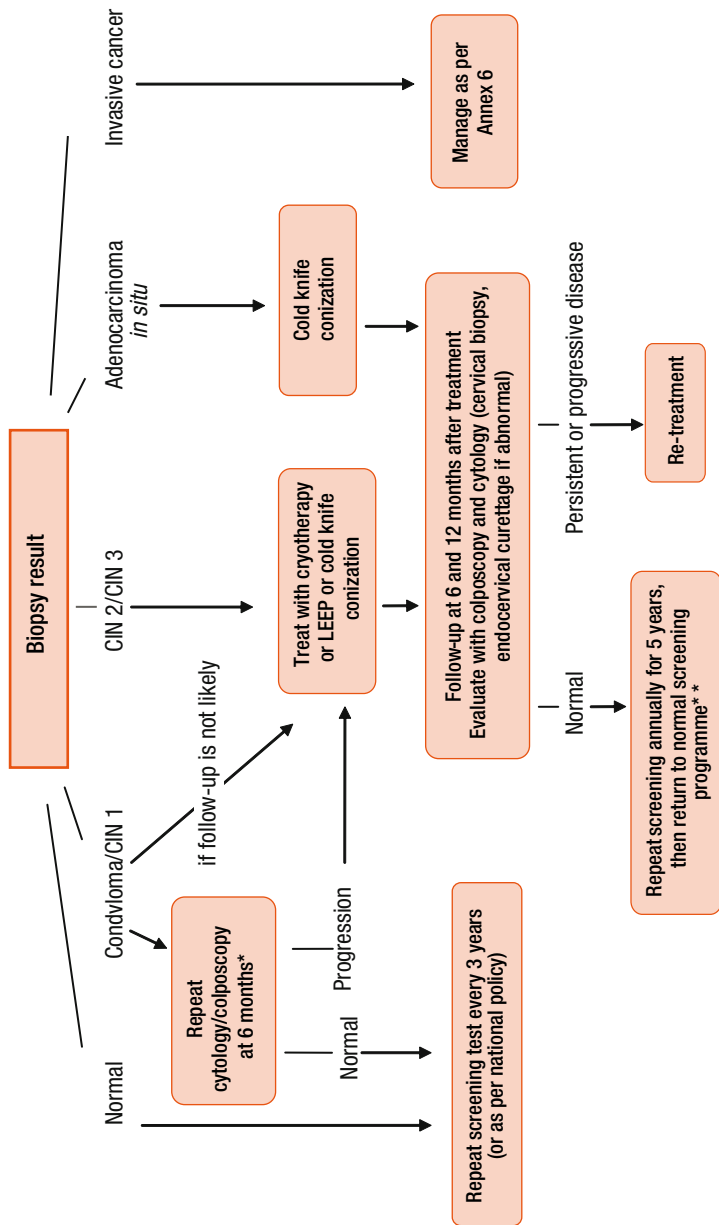 Biopsy result
Normal
Condyloma/CIN 1
CIN 2/CIN 3
Adenocarcinoma
in situ
Invasive cancer
if follow-up is not likely
Repeat
cytology/colposcopy
at 6 months*
Normal
Progression
Treat with cryotherapy
or LEEP or cold knife
conization
Cold knife
conization
Manage as per
Annex 6
Repeat screening test every 3 years
(or as per national policy)
Follow-up at 6 and 12 months after treatment
Evaluate with colposcopy and cytology (cervical biopsy,
endocervical curettage if abnormal)
Normal
Persistent or progressive disease
Repeat screening annually for 5 years,
then return to normal screening
programme* *
Re-treatment